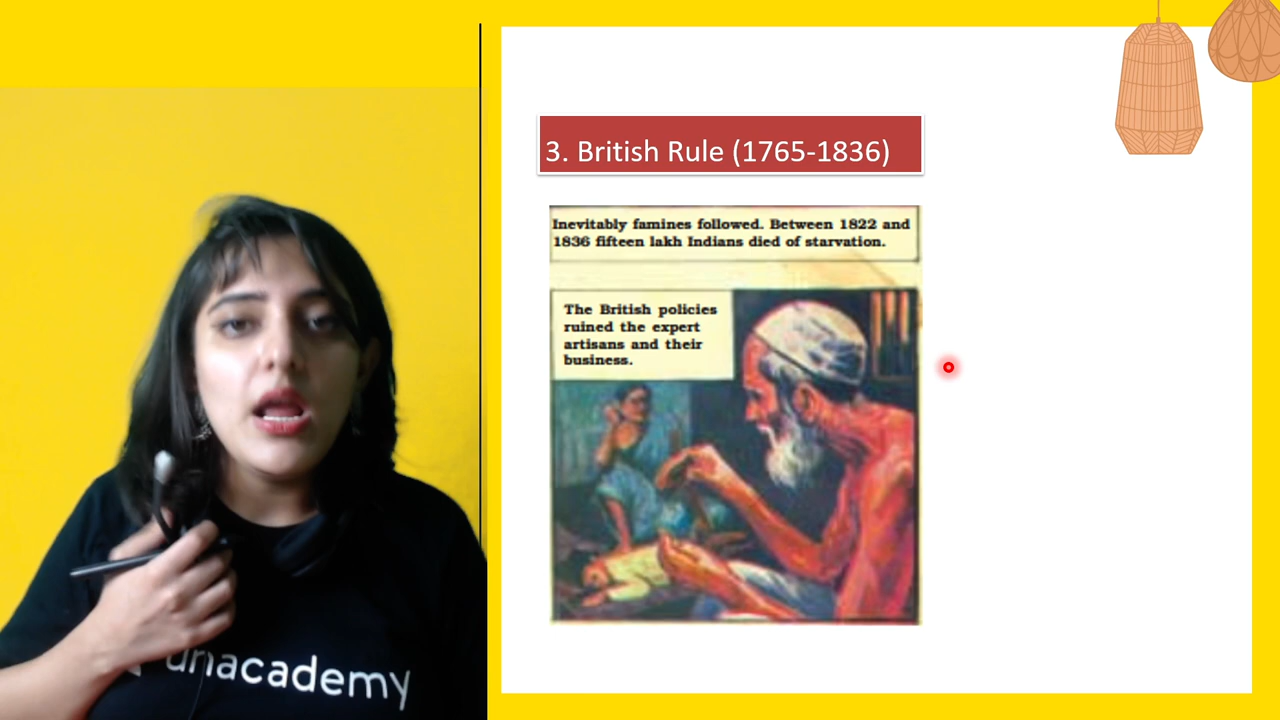 3. British Rule (1765-1836)
Inevitably famines followed. Between 1822 and
1836 fifteen lakh Indians died of starvation.
The British policies
ruined the expert
artisans and their
business.
unacademy